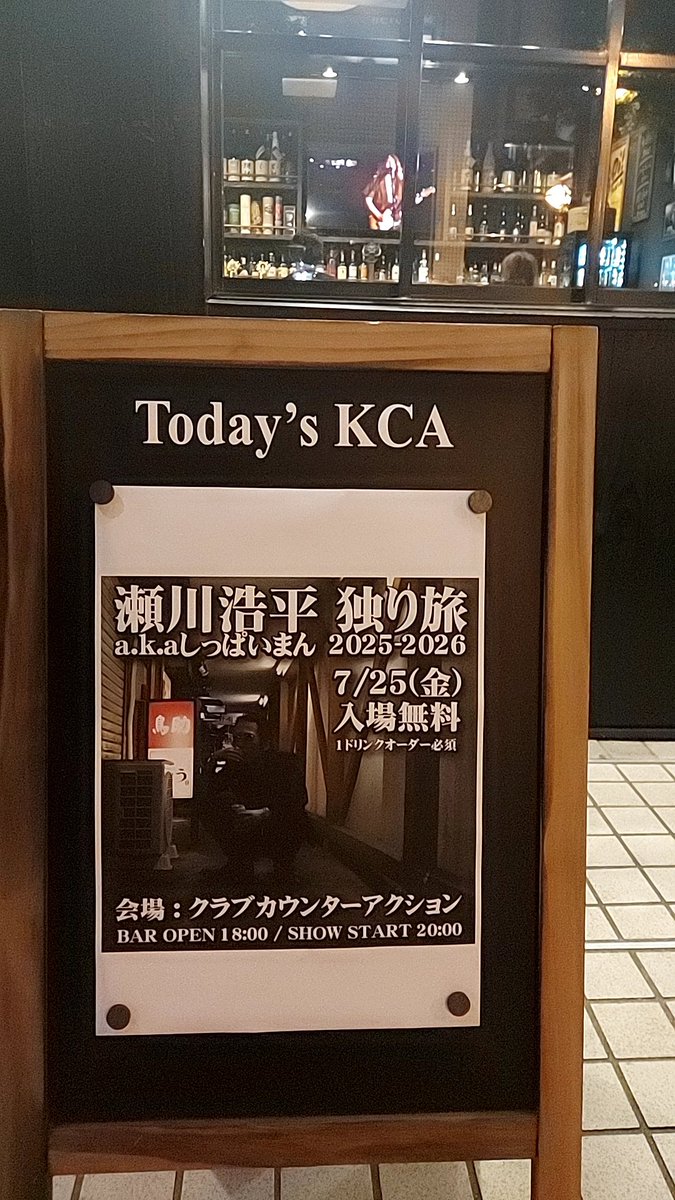 Today's KCA
瀬川浩平 独り旅
a.k.aしっぱいまん 2025-2026
7/25(金)
入場無料
1ドリンクオーダー必須
鳥助
会場：クラブカウンターアクション
BAR OPEN 18:00 / SHOW START 20:00